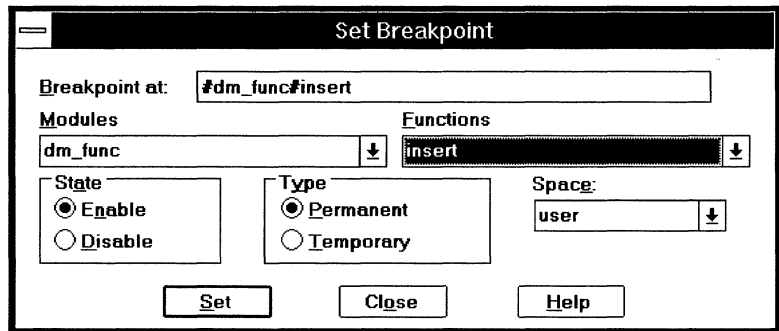 Set Breakpoint
Breakpoint at: #dm_func#insert
Modules Functions
dm_func insert
State Type Space:
Enable Permanent user
Disable Temporary
Set Close Help